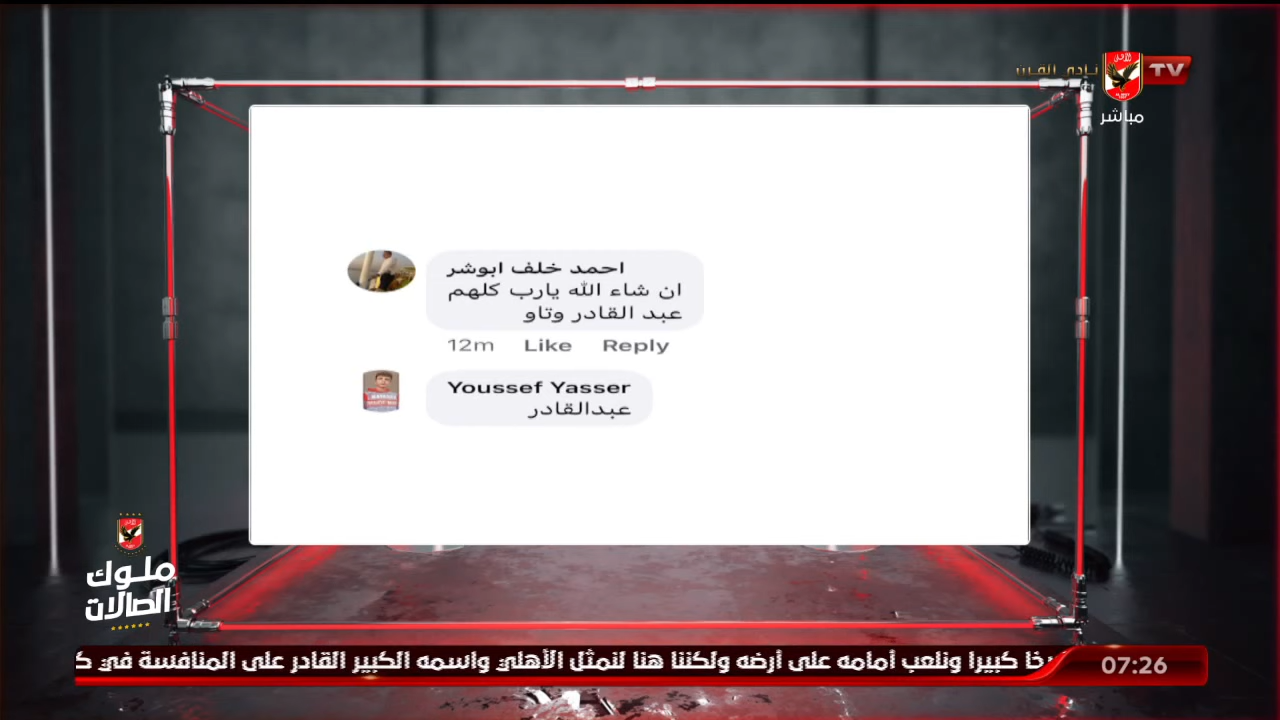 نادي القرن
TV
مباشر
احمد خلف ابوشر
ان شاء الله يارب كلهم
عبد القادر وتاو
12m Like Reply
Youssef Yasser
عبدالقادر
ملوك
الصالات
كبيرا ونلعب أمامه على أرضه ولكننا هنا لنمثل الأهلي واسمه الكبير القادر على المنافسة في
07:26